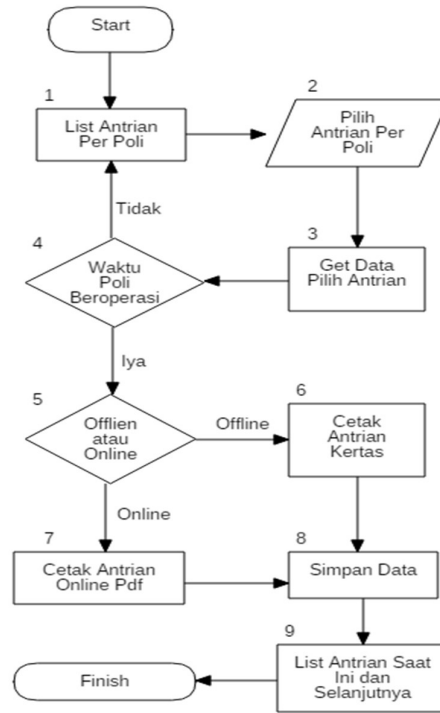 Start
1
List Antrian
Per Poli
2
Pilih
Antrian Per
Poli
Tidak
3
Get Data
Pilih Antrian
4
Waktu
Poli
Beroperasi
Iya
5
Offlien
atau
Online
Offline
6
Cetak
Antrian
Kertas
Online
7
Cetak Antrian
Online Pdf
8
Simpan Data
9
List Antrian Saat
Ini dan
Selanjutnya
Finish